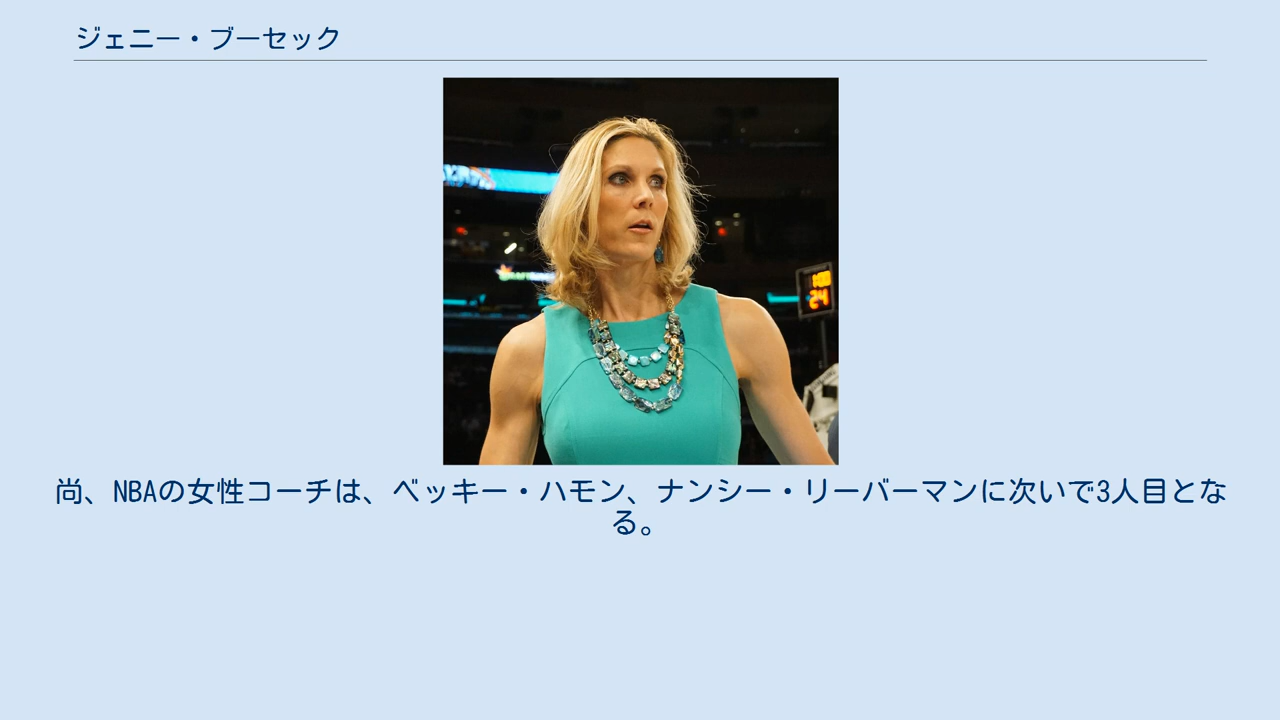 ジェニー・ブーセック
24
尚、NBAの女性コーチは、ベッキー・ハモン、ナンシー・リーバーマンに次いで3人目とな
る。